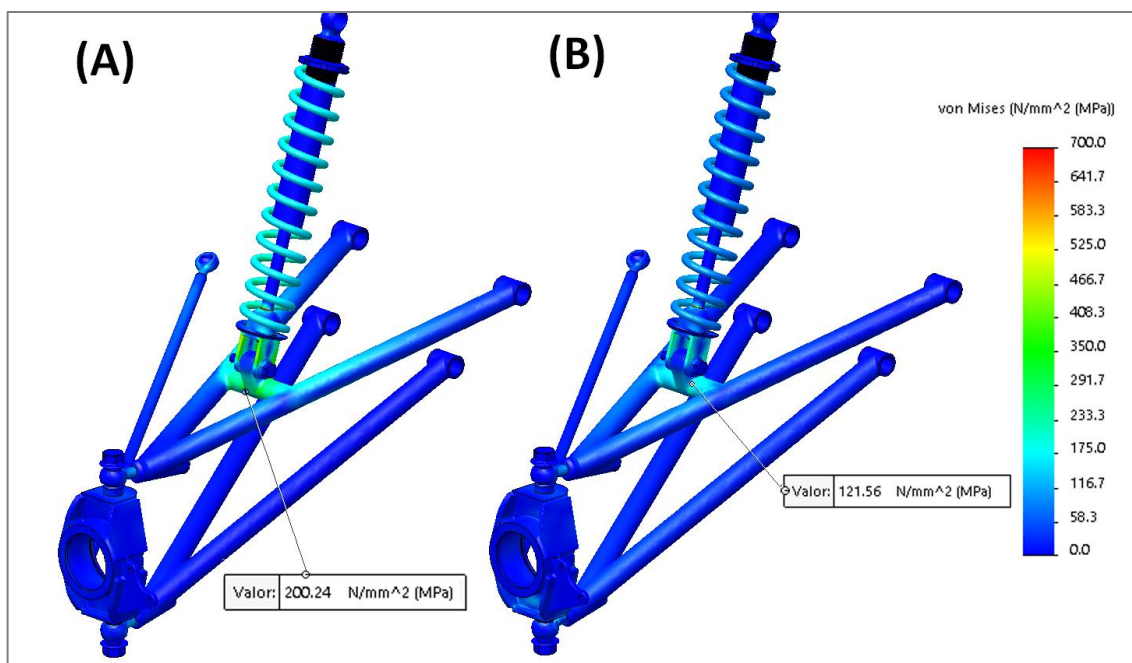 (A)
(B)
von Mises (N/mm^2 (MPa))
700.0
641.7
583.3
525.0
466.7
408.3
350.0
291.7
233.3
175.0
116.7
58.3
0.0
Valor: 121.56 N/mm^2 (MPa)
Valor: 200.24 N/mm^2 (MPa)